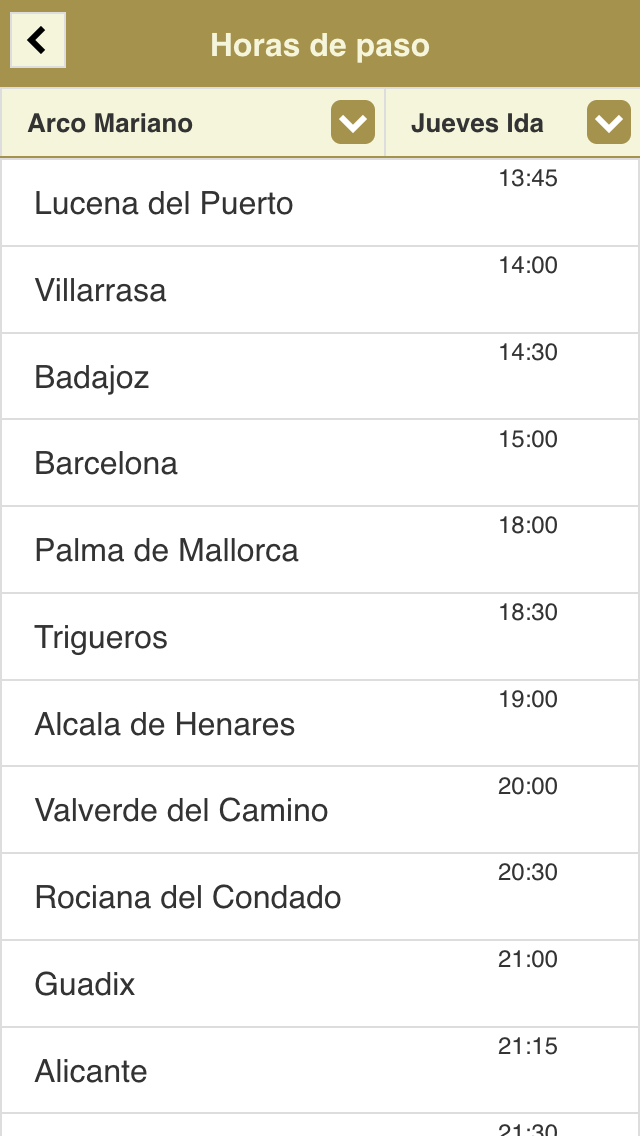 Horas de paso
Arco Mariano
Jueves Ida
13:45
Lucena del Puerto
14:00
Villarrasa
14:30
Badajoz
15:00
Barcelona
18:00
Palma de Mallorca
18:30
Trigueros
19:00
Alcala de Henares
20:00
Valverde del Camino
20:30
Rociana del Condado
21:00
Guadix
21:15
Alicante
21:30